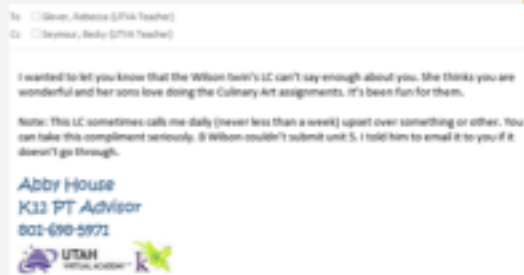 To Glover, Rebecca (UTVA Teacher)
Cc Seymour, Becky (UTVA Teacher)
I wanted to let you know that the Wilson twin's LC can't say enough about you. She thinks you are
wonderful and her sons love doing the Culinary Art assignments. It's been fun for them.
Note: This LC sometimes calls me daily (never less than a week) upset over something or other. You
can take this compliment seriously. B Wilson couldn't submit unit 5. I told him to email it to you if it
doesn't go through.
Abby House
K12 PT Advisor
801-690-5971
UTAH
VIRTUAL ACADEMY
k